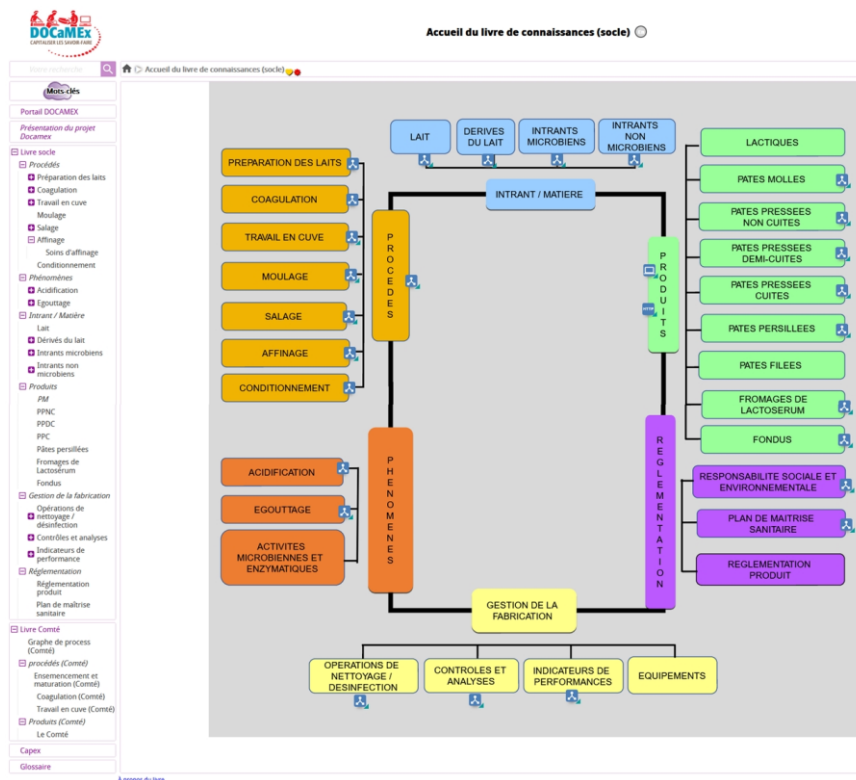 DOCaMEx
CAPITALISER LES SAVOIR-FAIRE
Accueil du livre de connaissances (socle)
Votre recherche
Accueil du livre de connaissances (socle)
Mots-clés
Portail DOCAMEX
Présentation du projet
Docamex
Livre socle
Procédés
Préparation des laits
Coagulation
Travail en cuve
Moulage
Salage
Affinage
Soins d'affinage
Conditionnement
Phénomènes
Acidification
Egouttage
Intrant / Matière
Lait
Dérivés du lait
Intrants microbiens
Intrants non
microbiens
Produits
PM
PPNC
PPDC
PPC
Pâtes persillées
Fromages de
Lactosérum
Fondus
Gestion de la fabrication
Opérations de
nettoyage /
désinfection
Contrôles et analyses
Indicateurs de
performance
Réglementation
Réglementation
produit
Plan de maîtrise
sanitaire
Livre Comté
Graphe de process
(Comté)
procédés (Comté)
Ensemencement et
maturation (Comté)
Coagulation (Comté)
Travail en cuve (Comté)
Produits (Comté)
Le Comté
Capex
Glossaire
A propos du livre
LAIT
DERIVES
DU LAIT
INTRANTS
MICROBIENS
INTRANTS
NON
MICROBIENS
INTRANT / MATIERE
PREPARATION DES LAITS
COAGULATION
TRAVAIL EN CUVE
MOULAGE
SALAGE
AFFINAGE
CONDITIONNEMENT
PROCEDES
PRODUITS
LACTIQUES
PATES MOLLES
PATES PRESSEES
NON CUITES
PATES PRESSEES
DEMI-CUITES
PATES PRESSEES
CUITES
PATES PERSILLEES
PATES FILEES
FROMAGES DE
LACTOSERUM
FONDUS
ACIDIFICATION
EGOUTTAGE
ACTIVITES
MICROBIENNES ET
ENZYMATIQUES
PHENOMENES
REGLEMENTATION
RESPONSABILITE SOCIALE ET
ENVIRONNEMENTALE
PLAN DE MAITRISE
SANITAIRE
REGLEMENTATION
PRODUIT
GESTION DE LA
FABRICATION
OPERATIONS DE
NETTOYAGE /
DESINFECTION
CONTROLES ET
ANALYSES
INDICATEURS DE
PERFORMANCES
EQUIPEMENTS